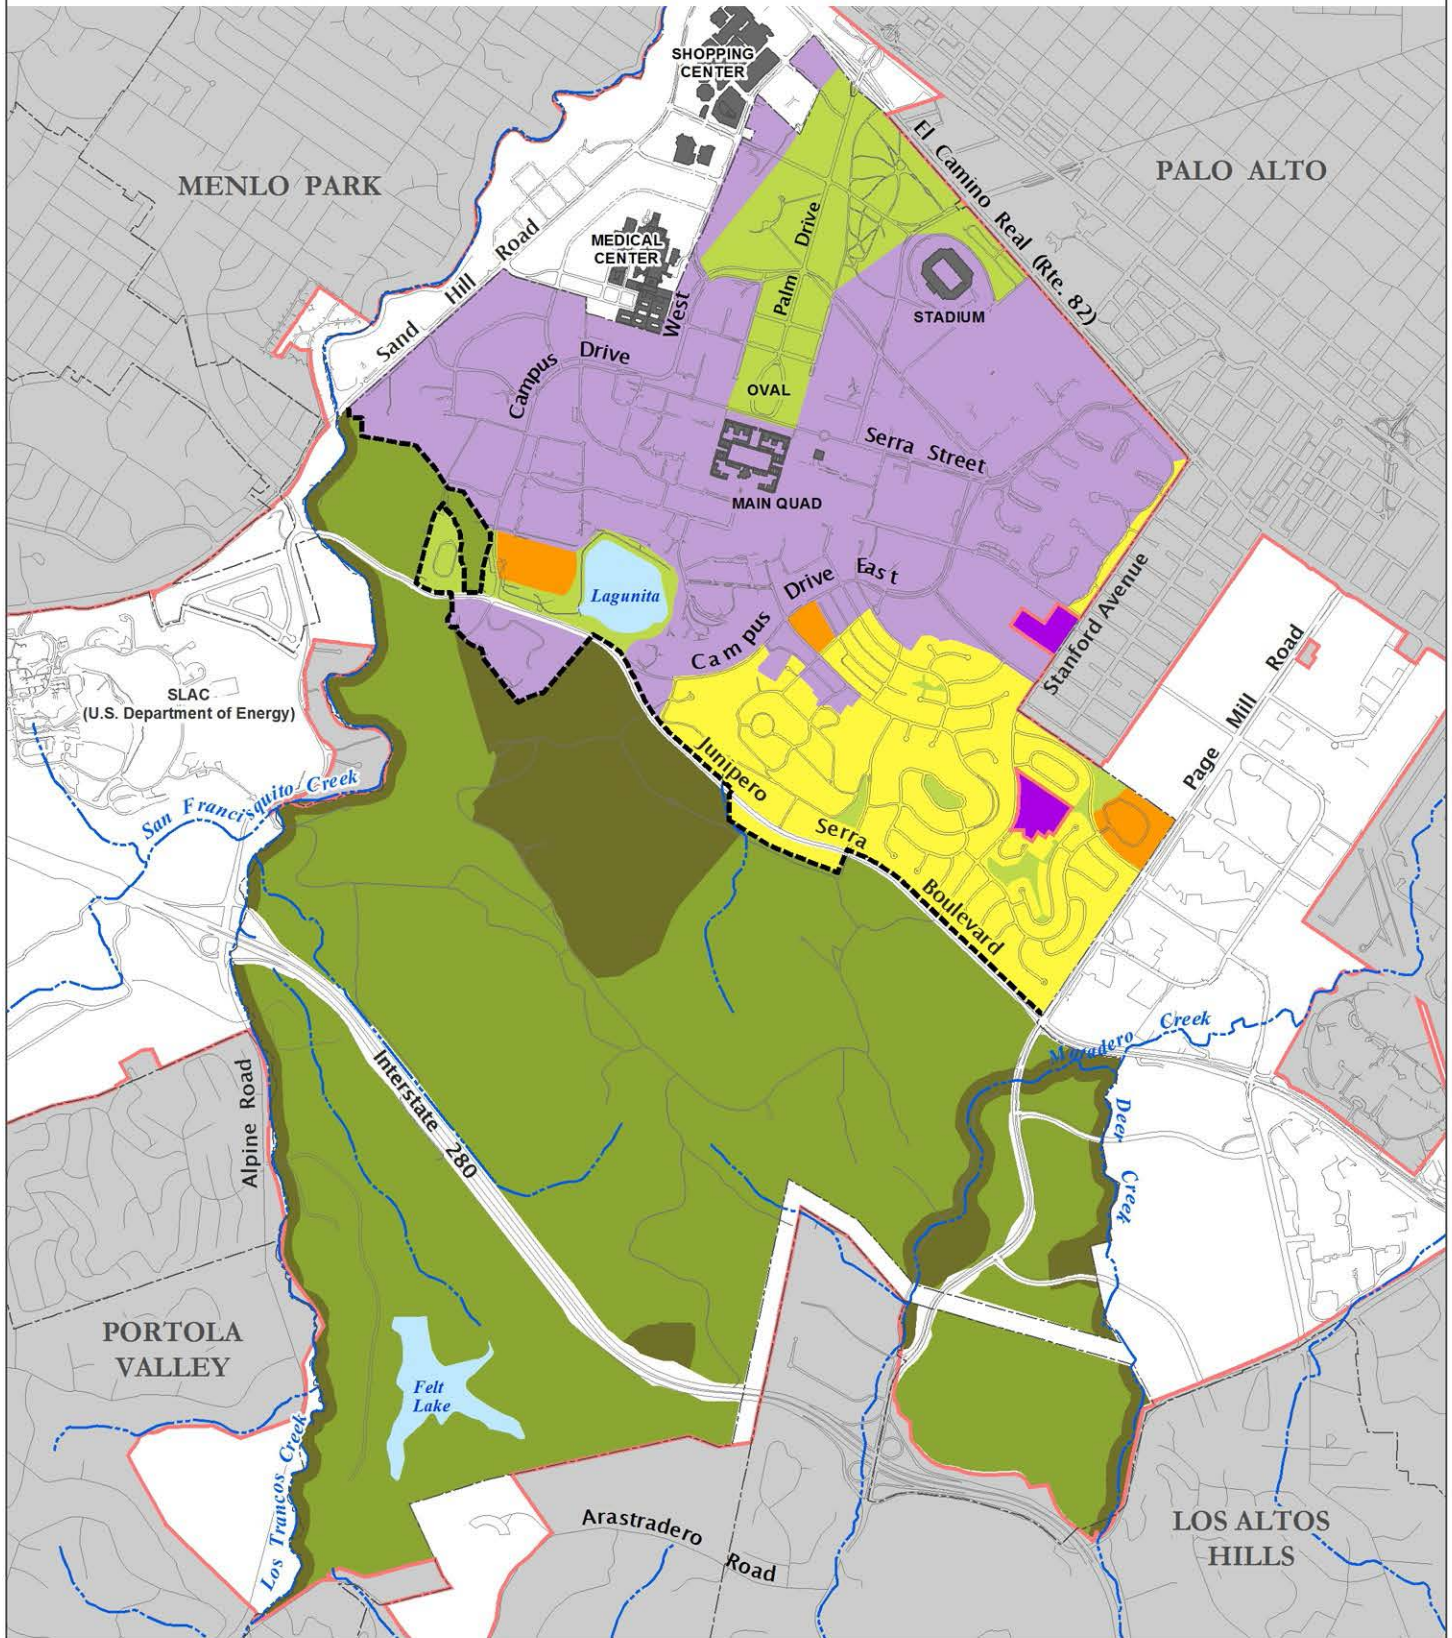 SHOPPING
CENTER
MENLO PARK
PALO ALTO
El Camino Real (Rte. 82)
Palm Drive
MEDICAL
CENTER
Sand Hill Road
West
STADIUM
Campus Drive
OVAL
Serra Street
MAIN QUAD
Lagunita
Campus Drive East
Stanford Avenue
Page Mill Road
SLAC
(U.S. Department of Energy)
San Francisquito Creek
Junipero Serra Boulevard
Matadero Creek
Deer Creek
Interstate 280
Alpine Road
PORTOLA
VALLEY
Felt
Lake
Los Trancos Creek
Arastradero Road
LOS ALTOS
HILLS